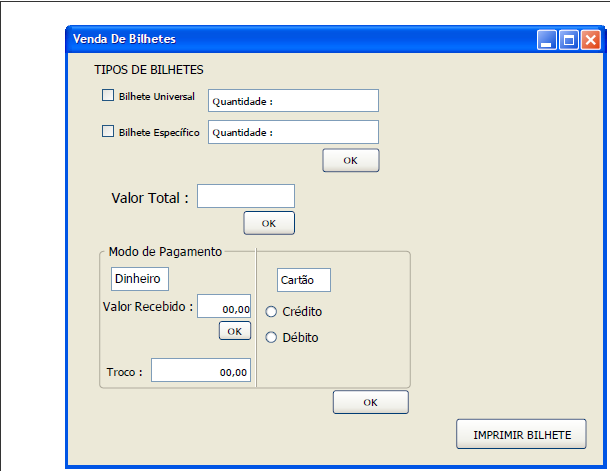 Venda De Bilhetes
TIPOS DE BILHETES
Bilhete Universal Quantidade :
Bilhete Específico Quantidade :
OK
Valor Total :
OK
Modo de Pagamento
Dinheiro Cartão
Valor Recebido : 00,00 Crédito
OK Débito
Troco : 00,00
OK
IMPRIMIR BILHETE